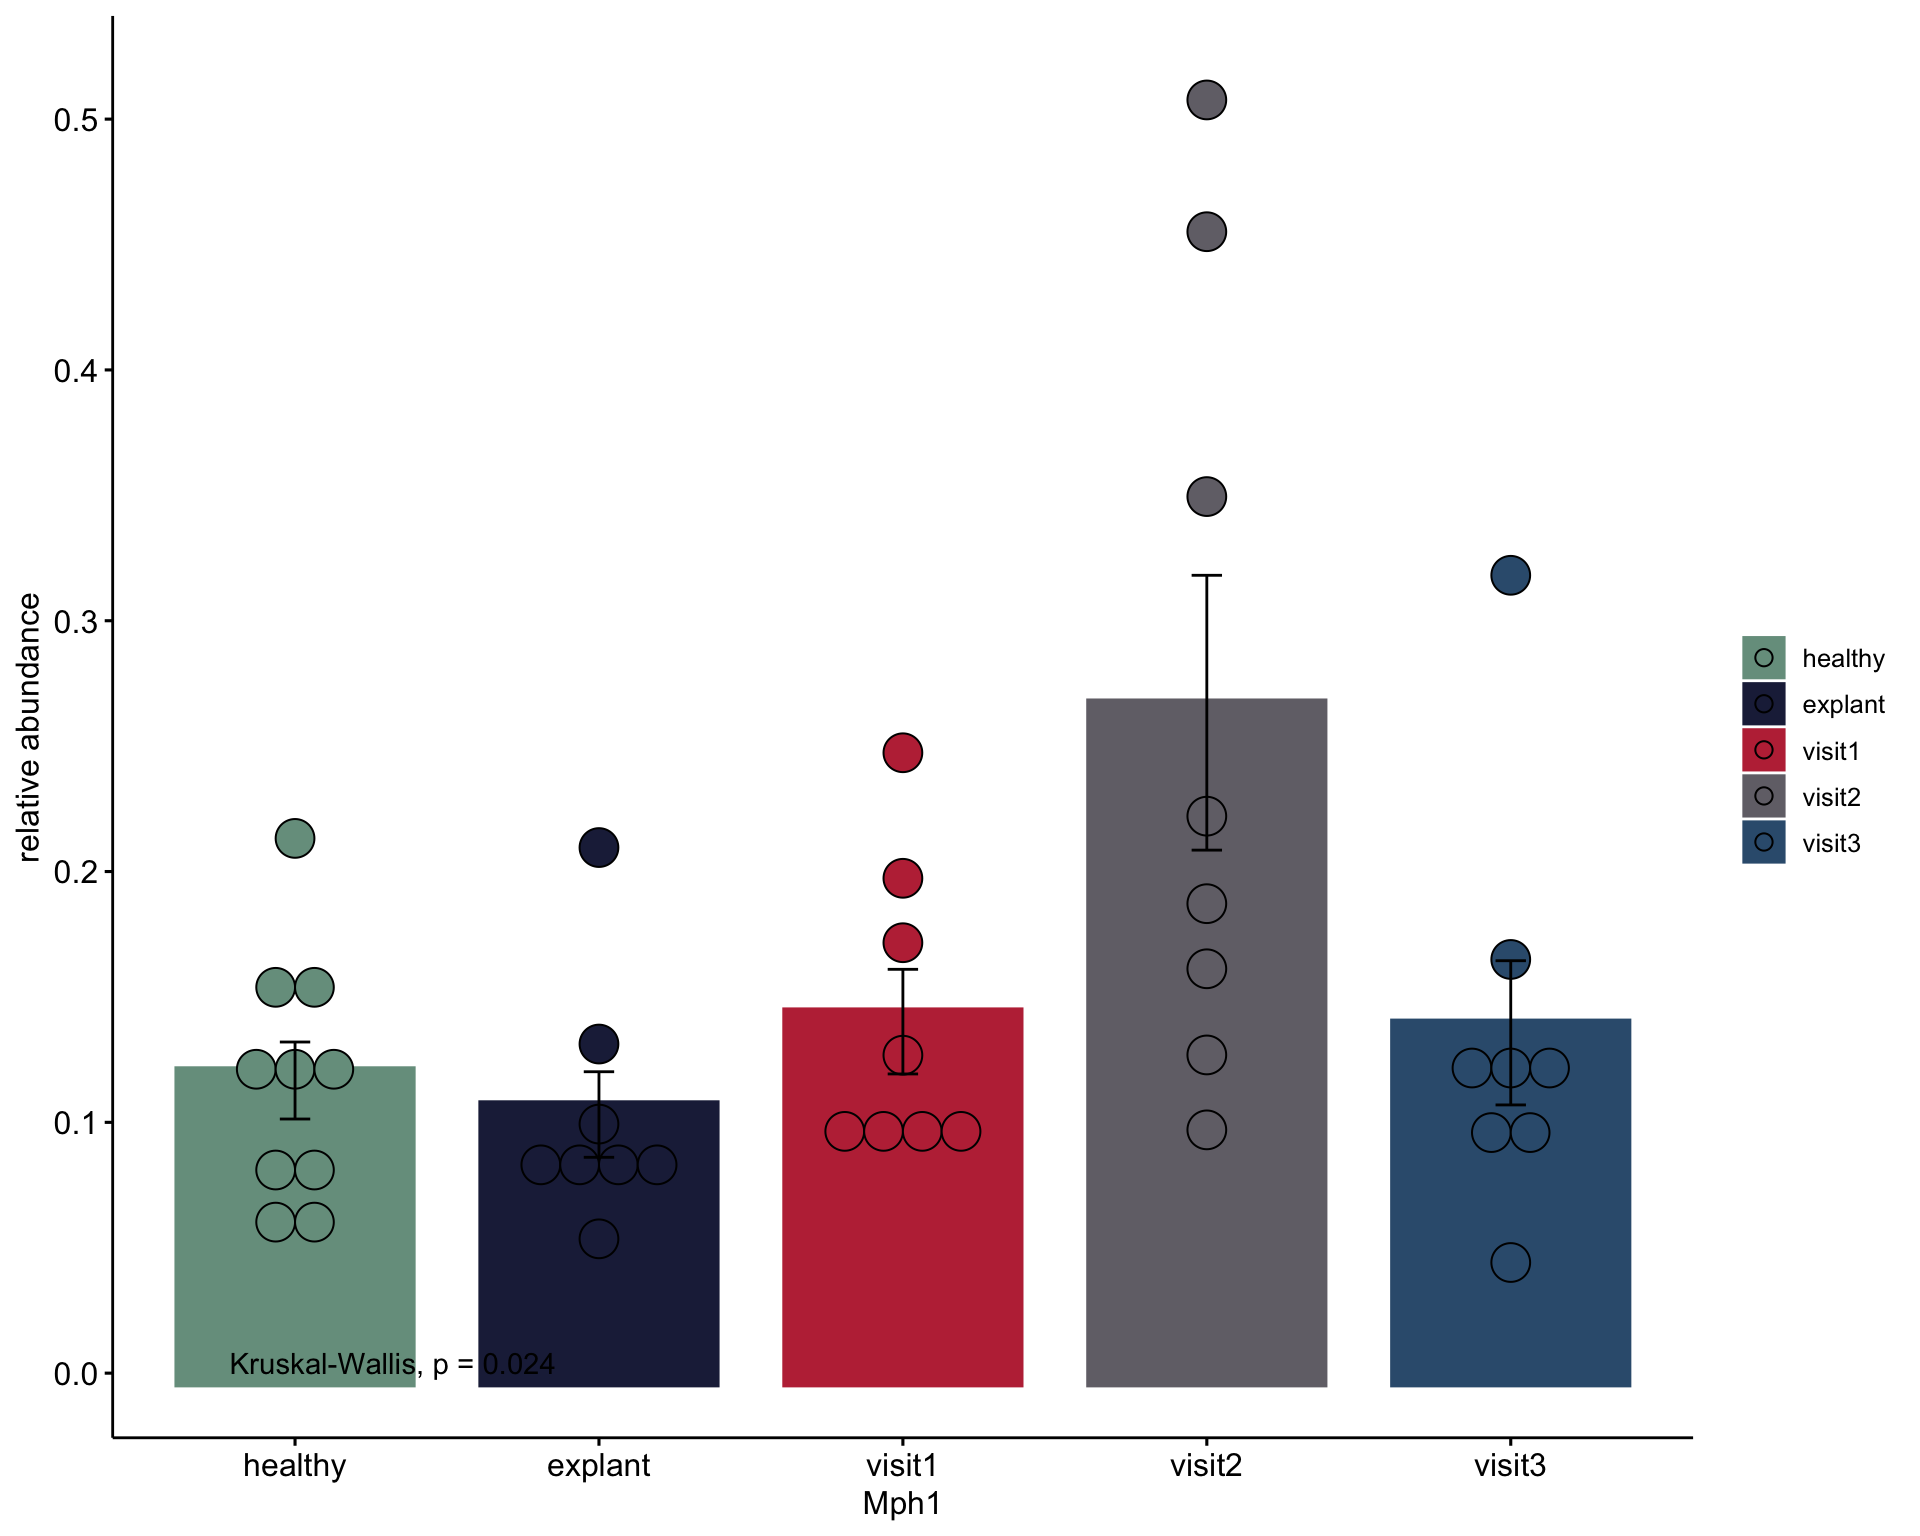 relative abundance
0.5
0.4
0.3
0.2
0.1
0.0
Kruskal-Wallis, p = 0.024
healthy explant visit1 visit2 visit3
Mph1
healthy
explant
visit1
visit2
visit3